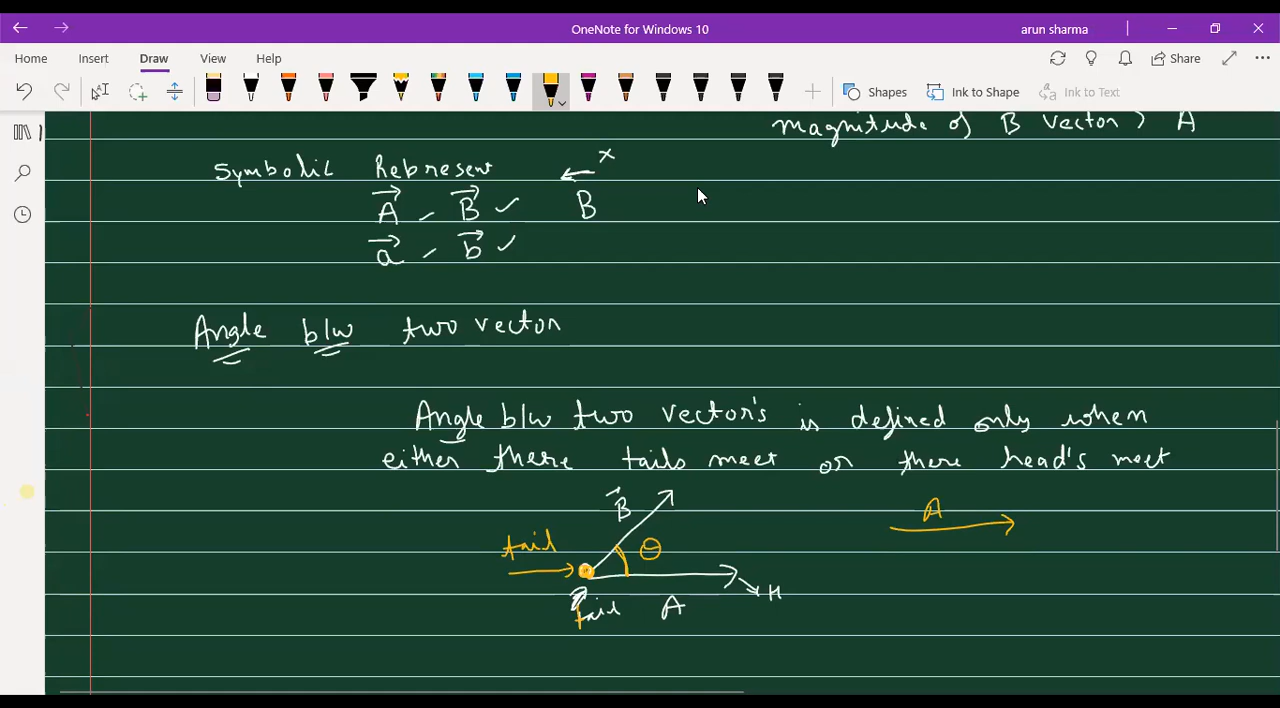 OneNote for Windows 10
arun sharma
Home Insert Draw View Help
Share
Shapes Ink to Shape Ink to Text
magnitude of B vector > A
Symbolic Represent x
A ✓ B ✓ B
a ✓ b ✓
Angle b/w two vector
Angle b/w two vector's is defined only when
either there tails meet or there head's meet
B A
tail θ
H
tail A